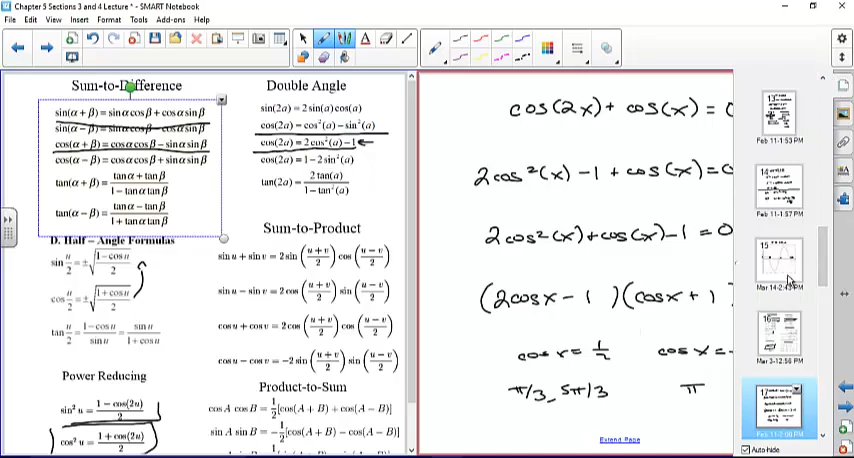 Chapter 5 Sections 3 and 4 Lecture * - SMART Notebook
File Edit View Insert Format Tools Add-ons Help
Sum-to-Difference
sin(α + β) = sin α cos β + cos α sin β
sin(α − β) = sin α cos β − cos α sin β
cos(α + β) = cos α cos β − sin α sin β
cos(α − β) = cos α cos β + sin α sin β
tan(α + β) = (tan α + tan β) / (1 − tan α tan β)
tan(α − β) = (tan α − tan β) / (1 + tan α tan β)
D. Half – Angle Formulas
sin u/2 = ±√((1 − cos u)/2)
cos u/2 = ±√((1 + cos u)/2)
tan u/2 = (1 − cos u)/sin u = sin u/(1 + cos u)
Power Reducing
sin² u = (1 − cos(2u))/2
cos² u = (1 + cos(2u))/2
Double Angle
sin(2a) = 2 sin(a) cos(a)
cos(2a) = cos²(a) − sin²(a)
cos(2a) = 2 cos²(a) − 1
cos(2a) = 1 − 2 sin²(a)
tan(2a) = 2 tan(a) / (1 − tan²(a))
Sum-to-Product
sin u + sin v = 2 sin ((u + v)/2) cos ((u − v)/2)
sin u − sin v = 2 cos ((u + v)/2) sin ((u − v)/2)
cos u + cos v = 2 cos ((u + v)/2) cos ((u − v)/2)
cos u − cos v = −2 sin ((u + v)/2) sin ((u − v)/2)
Product-to-Sum
cos A cos B = 1/2 [cos(A + B) + cos(A − B)]
sin A sin B = −1/2 [cos(A + B) − cos(A − B)]
cos(2x) + cos(x) = 0
2cos²(x) − 1 + cos(x) = 0
2cos²(x) + cos(x) − 1 = 0
(2cosx − 1)(cosx + 1)
cos x = 1/2 cos x = −
π/3, 5π/3 π
Extend Page
13
Feb 11-1:53 PM
14
Feb 11-1:57 PM
15
Mar 14-2:43 PM
16
Mar 3-12:56 PM
17
Feb 11-2:00 PM
Auto-hide